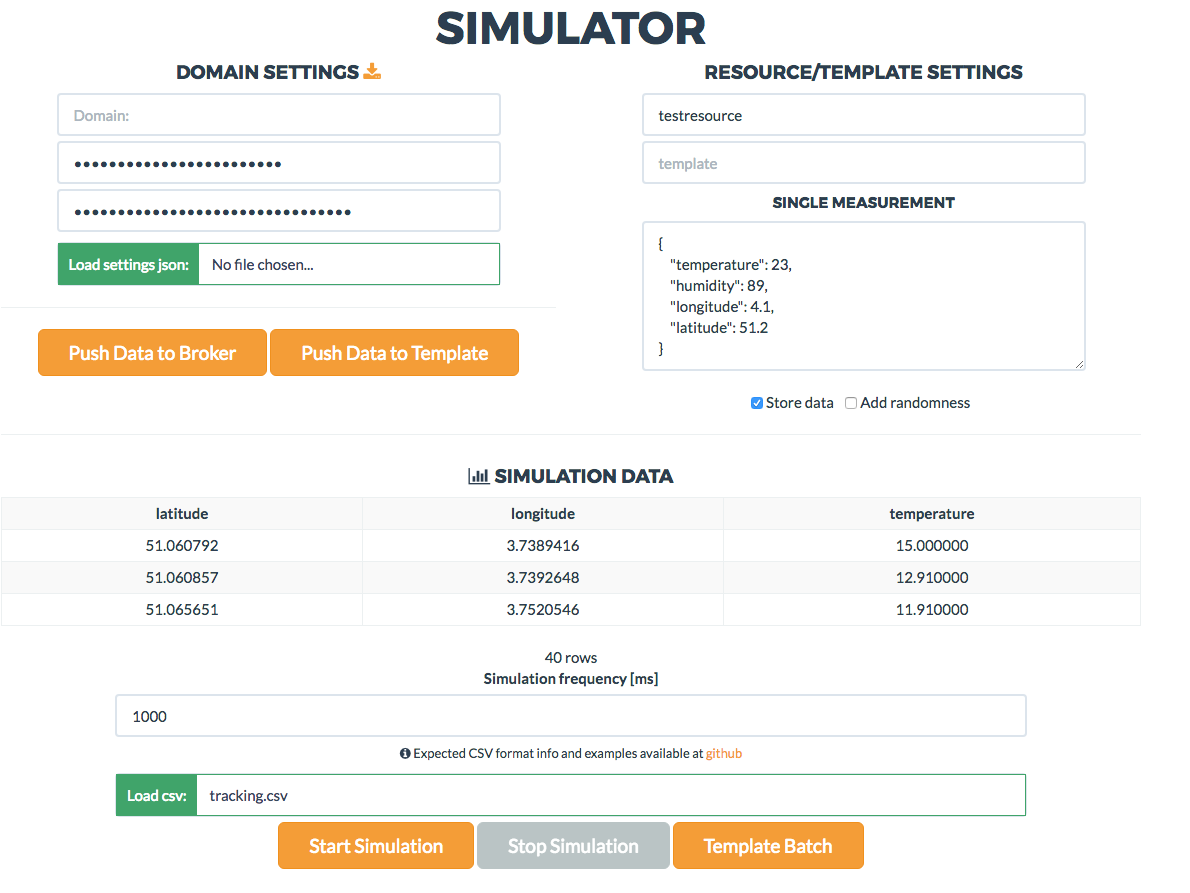 SIMULATOR
DOMAIN SETTINGS
Domain:
••••••••••••••••••••••••
••••••••••••••••••••••••••••••••
Load settings json: No file chosen...
Push Data to Broker Push Data to Template
RESOURCE/TEMPLATE SETTINGS
testresource
template
SINGLE MEASUREMENT
{
"temperature": 23,
"humidity": 89,
"longitude": 4.1,
"latitude": 51.2
}
Store data Add randomness
SIMULATION DATA
latitude longitude temperature
51.060792 3.7389416 15.000000
51.060857 3.7392648 12.910000
51.065651 3.7520546 11.910000
40 rows
Simulation frequency [ms]
1000
Expected CSV format info and examples available at github
Load csv: tracking.csv
Start Simulation Stop Simulation Template Batch